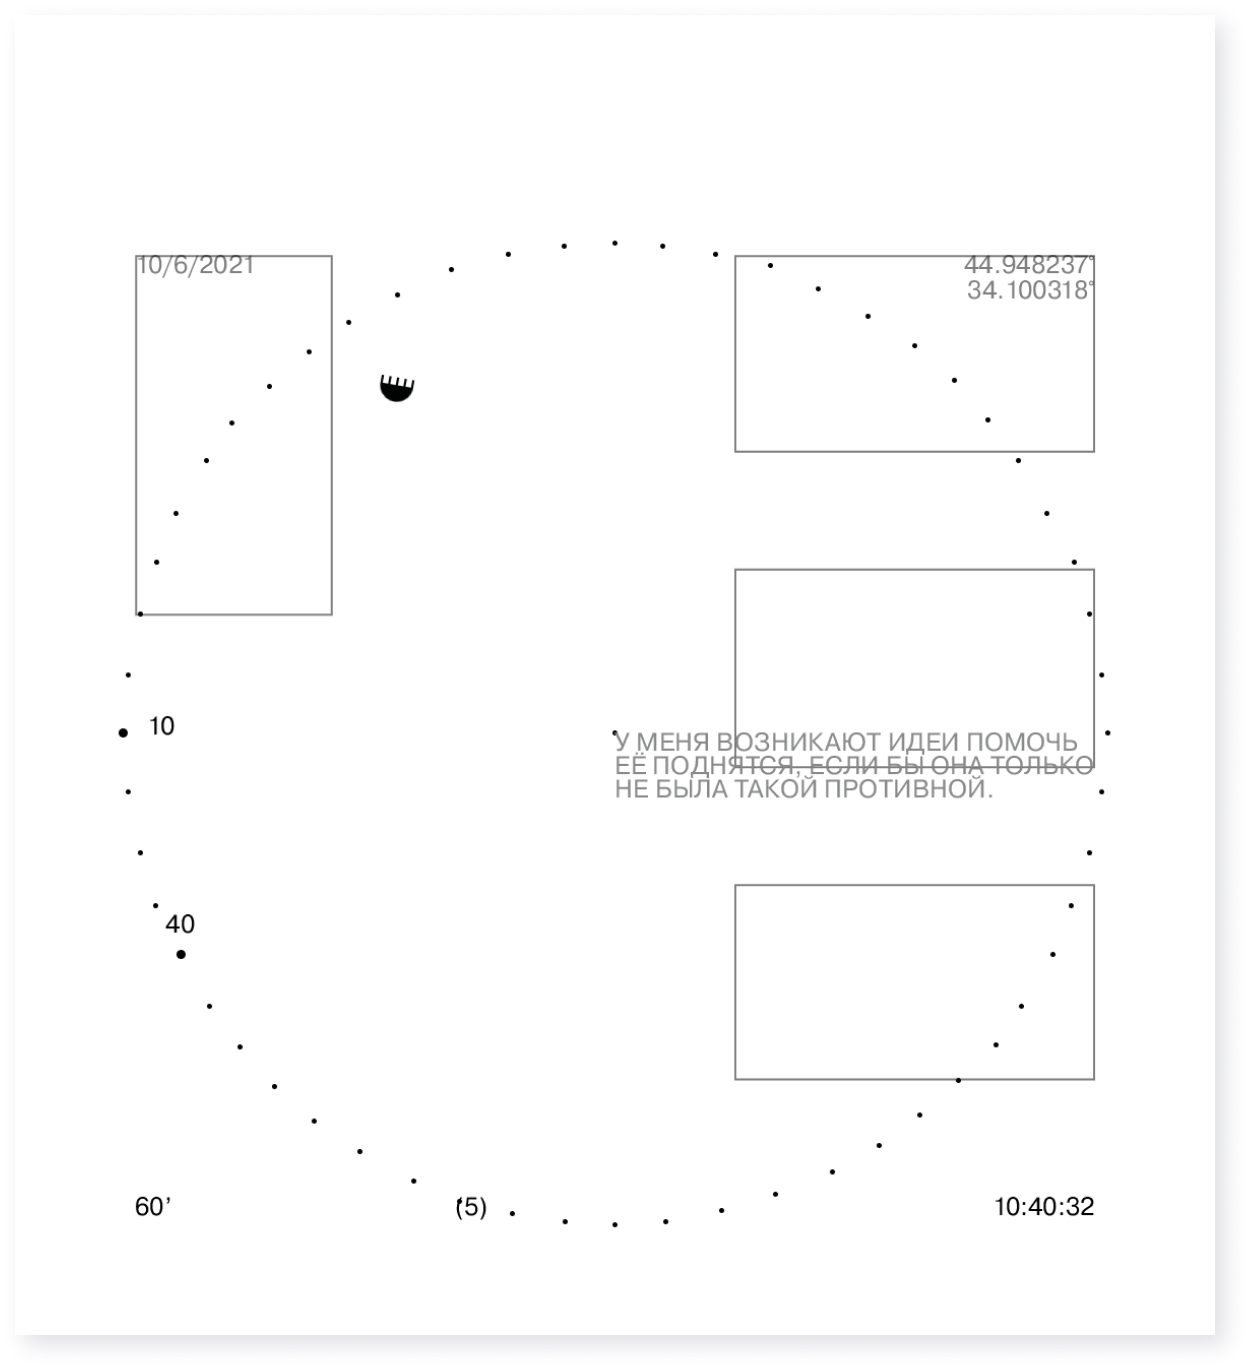 10/6/2021
44.948237°
34.100318°
10
У МЕНЯ ВОЗНИКАЮТ ИДЕИ ПОМОЧЬ
ЕЁ ПОДНЯТСЯ, ЕСЛИ БЫ ОНА ТОЛЬКО
НЕ БЫЛА ТАКОЙ ПРОТИВНОЙ.
40
60’
(5)
10:40:32